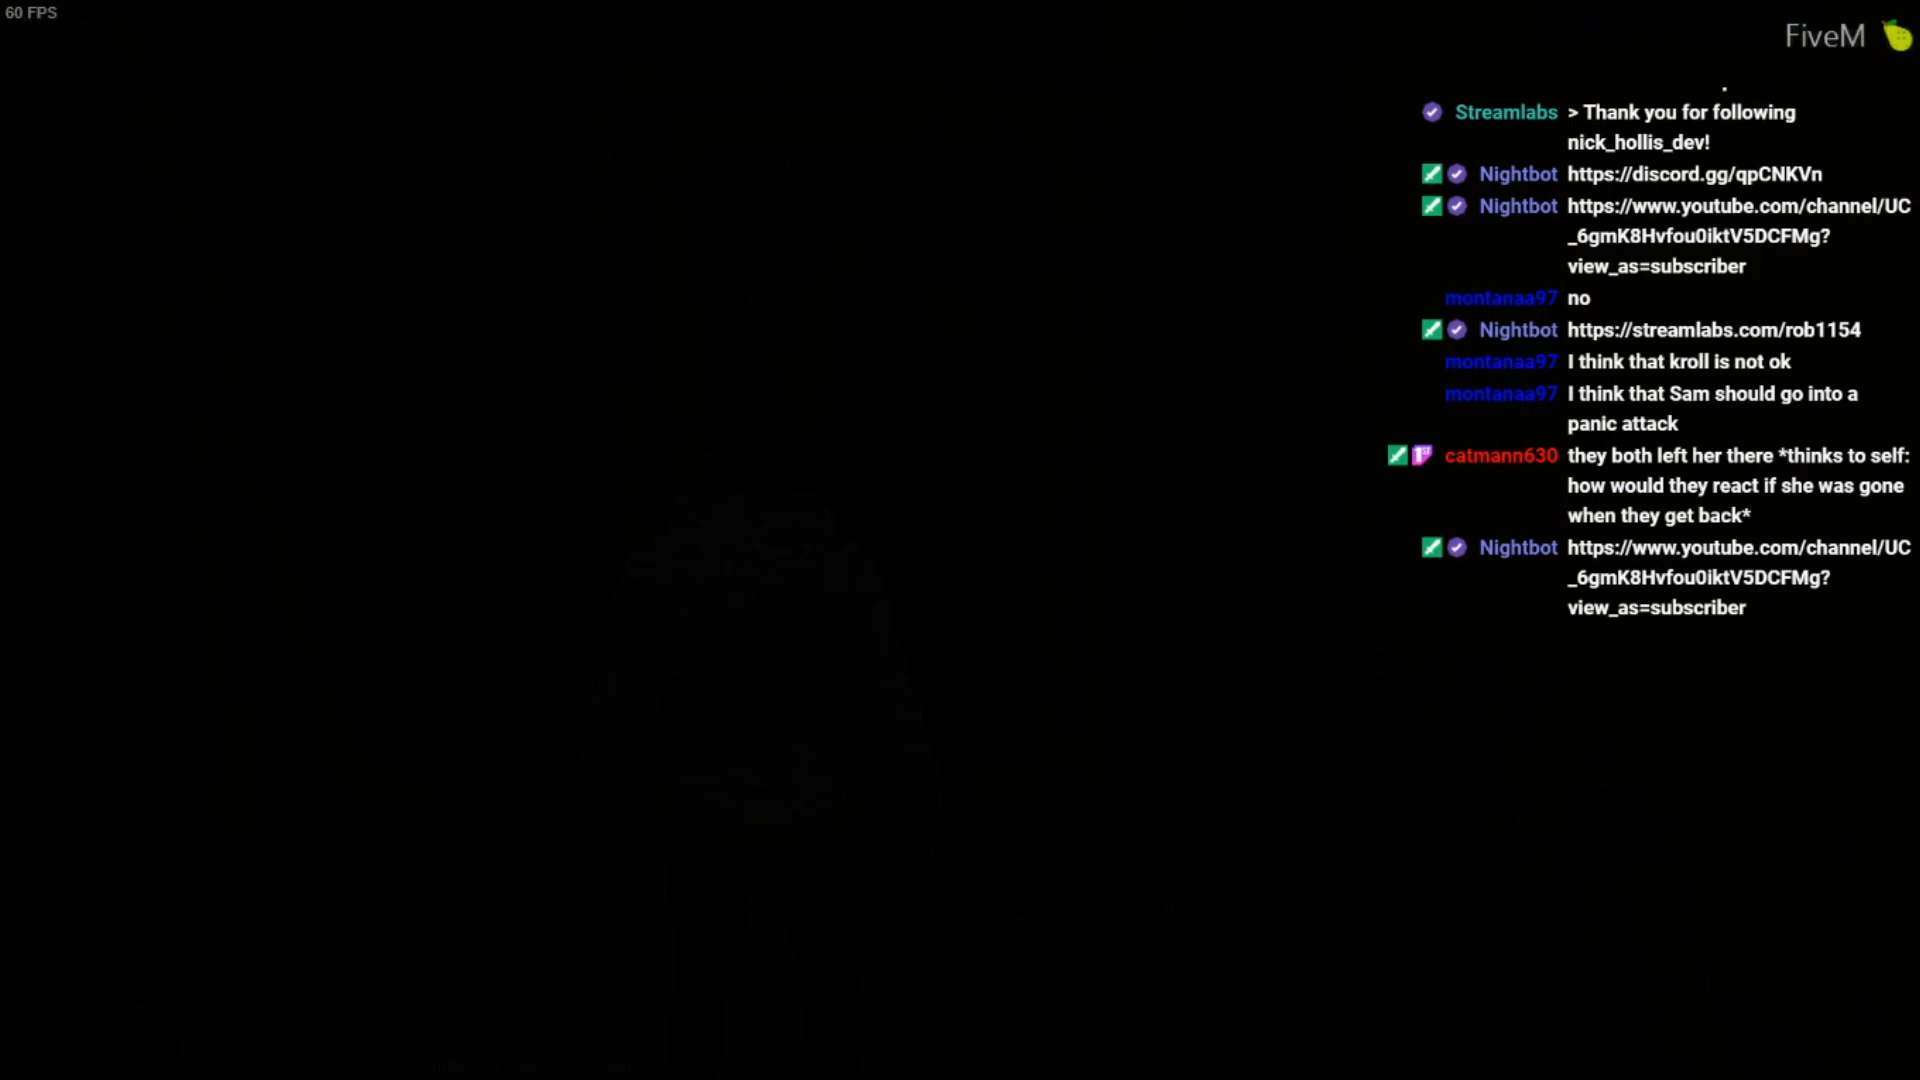 60 FPS
FiveM
Streamlabs > Thank you for following
nick_hollis_dev!
Nightbot https://discord.gg/qpCNKVn
Nightbot https://www.youtube.com/channel/UC
_6gmK8Hvfou0iktV5DCFMg?
view_as=subscriber
montanaa97 no
Nightbot https://streamlabs.com/rob1154
montanaa97 I think that kroll is not ok
montanaa97 I think that Sam should go into a
panic attack
catmann630 they both left her there *thinks to self:
how would they react if she was gone
when they get back*
Nightbot https://www.youtube.com/channel/UC
_6gmK8Hvfou0iktV5DCFMg?
view_as=subscriber